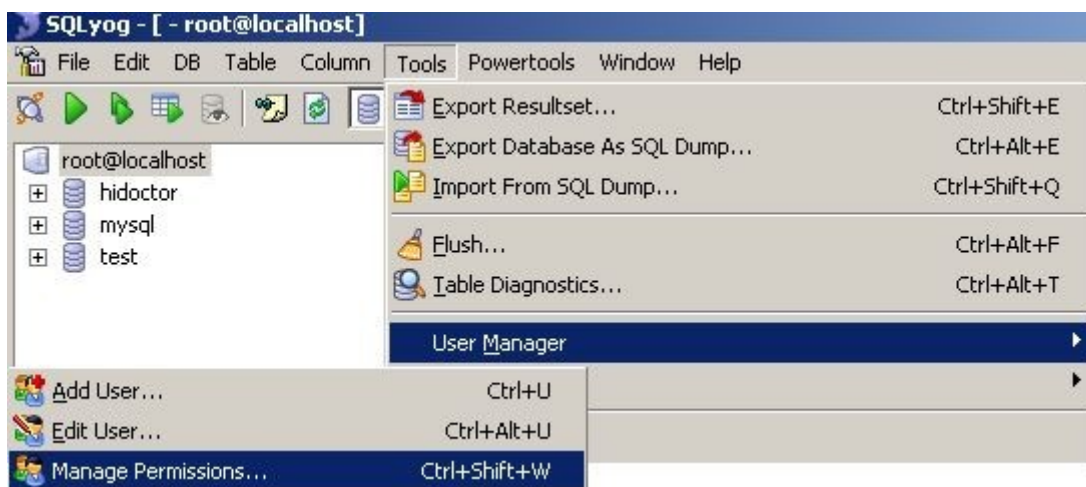 SQLyog - [ - root@localhost]
File Edit DB Table Column Tools Powertools Window Help
Export Resultset... Ctrl+Shift+E
Export Database As SQL Dump... Ctrl+Alt+E
Import From SQL Dump... Ctrl+Shift+Q
Flush... Ctrl+Alt+F
Table Diagnostics... Ctrl+Alt+T
User Manager
root@localhost
hidoctor
mysql
test
Add User... Ctrl+U
Edit User... Ctrl+Alt+U
Manage Permissions... Ctrl+Shift+W